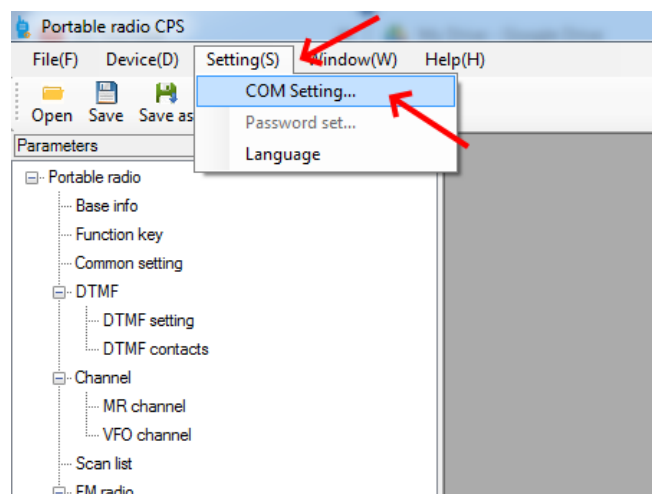 Portable radio CPS
File(F) Device(D) Setting(S) Window(W) Help(H)
Open Save Save as
COM Setting...
Password set...
Language
Parameters
Portable radio
Base info
Function key
Common setting
DTMF
DTMF setting
DTMF contacts
Channel
MR channel
VFO channel
Scan list
FM radio